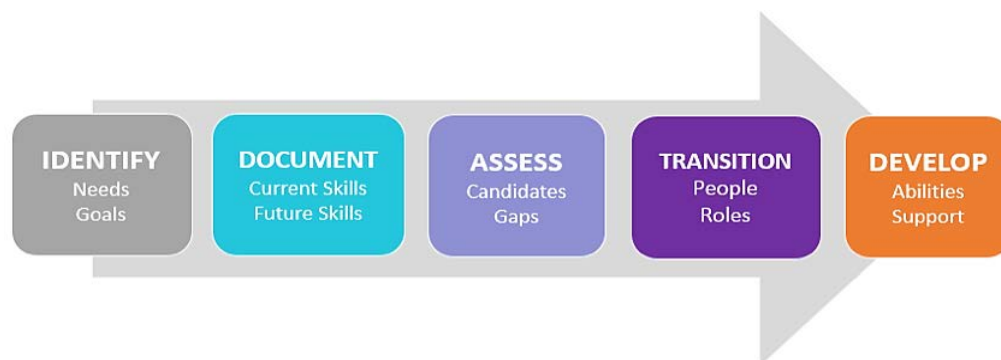 IDENTIFY
Needs
Goals
DOCUMENT
Current Skills
Future Skills
ASSESS
Candidates
Gaps
TRANSITION
People
Roles
DEVELOP
Abilities
Support